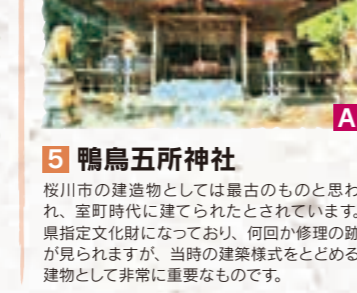 A
5 鴨鳥五所神社
桜川市の建造物としては最古のものと思わ
れ、室町時代に建てられたとされています。
県指定文化財になっており、何回か修理の跡
が見られますが、当時の建築様式をとどめる
建物として非常に重要なものです。